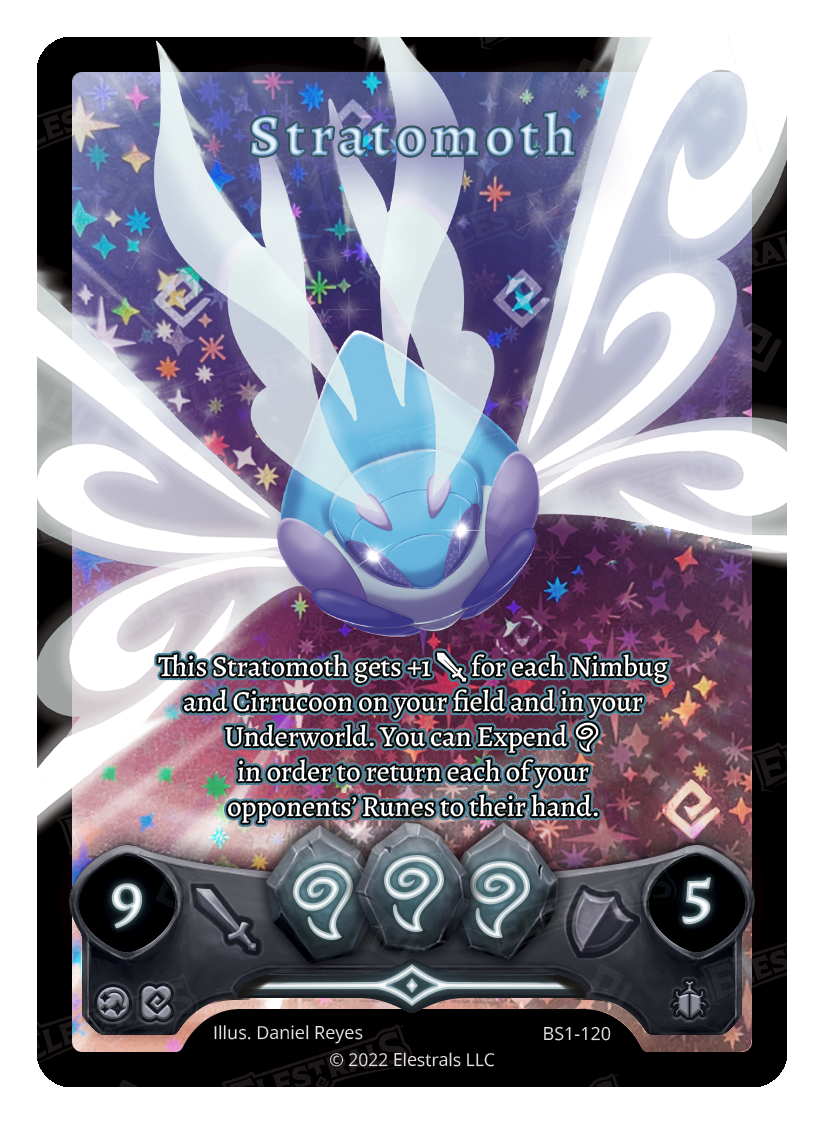 Stratomoth
This Stratomoth gets +1 for each Nimbug
and Cirrucoon on your field and in your
Underworld. You can Expend
in order to return each of your
opponents’ Runes to their hand.
9
5
Illus. Daniel Reyes
BS1-120
© 2022 Elestrals LLC